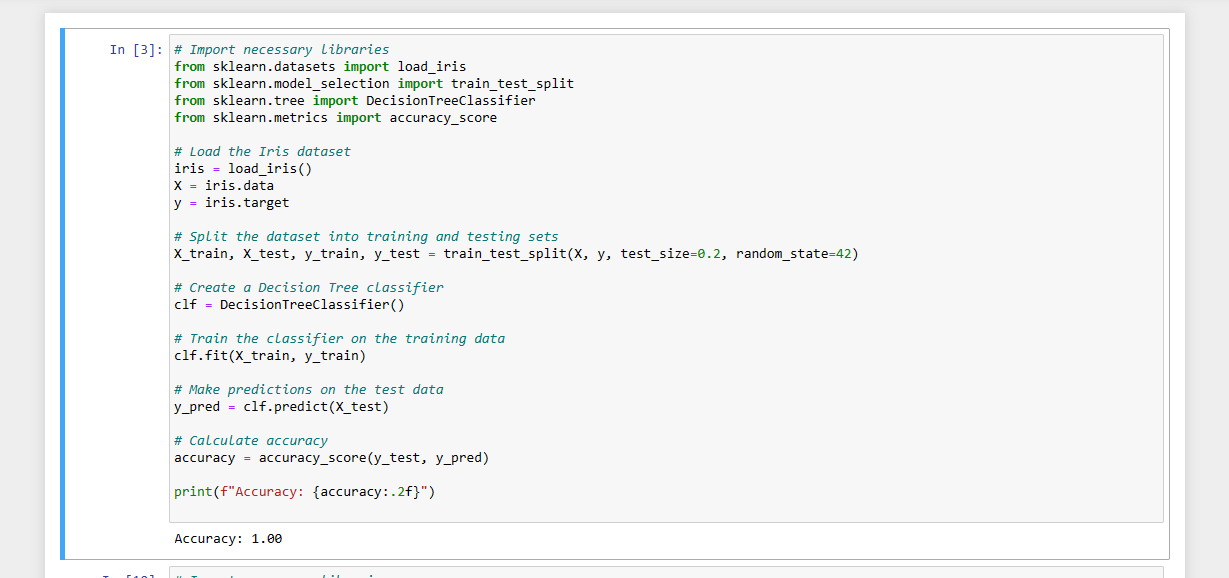 In [3]:
# Import necessary libraries
from sklearn.datasets import load_iris
from sklearn.model_selection import train_test_split
from sklearn.tree import DecisionTreeClassifier
from sklearn.metrics import accuracy_score
# Load the Iris dataset
iris = load_iris()
X = iris.data
y = iris.target
# Split the dataset into training and testing sets
X_train, X_test, y_train, y_test = train_test_split(X, y, test_size=0.2, random_state=42)
# Create a Decision Tree classifier
clf = DecisionTreeClassifier()
# Train the classifier on the training data
clf.fit(X_train, y_train)
# Make predictions on the test data
y_pred = clf.predict(X_test)
# Calculate accuracy
accuracy = accuracy_score(y_test, y_pred)
print(f"Accuracy: {accuracy:.2f}")
Accuracy: 1.00